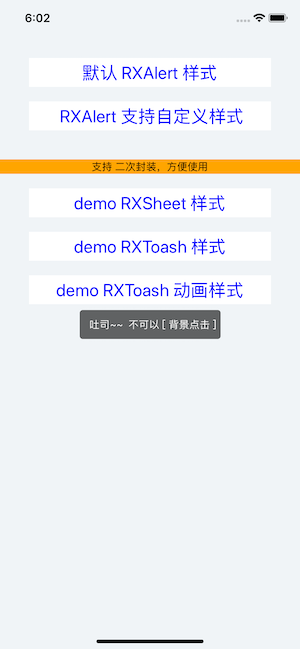 6:02
默认 RXAlert 样式
RXAlert 支持自定义样式
支持 二次封装，方便使用
demo RXSheet 样式
demo RXToash 样式
demo RXToash 动画样式
吐司~~ 不可以 [ 背景点击 ]